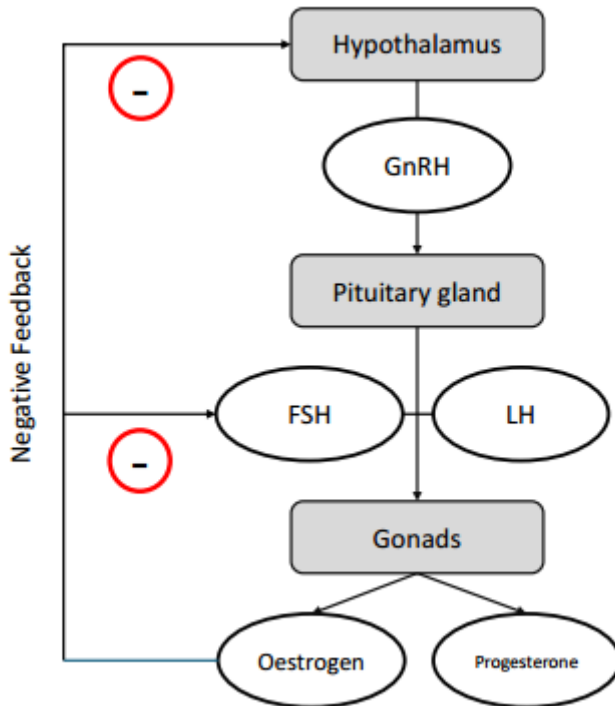 Hypothalamus
-
GnRH
Negative Feedback
Pituitary gland
FSH
LH
-
Gonads
Oestrogen
Progesterone